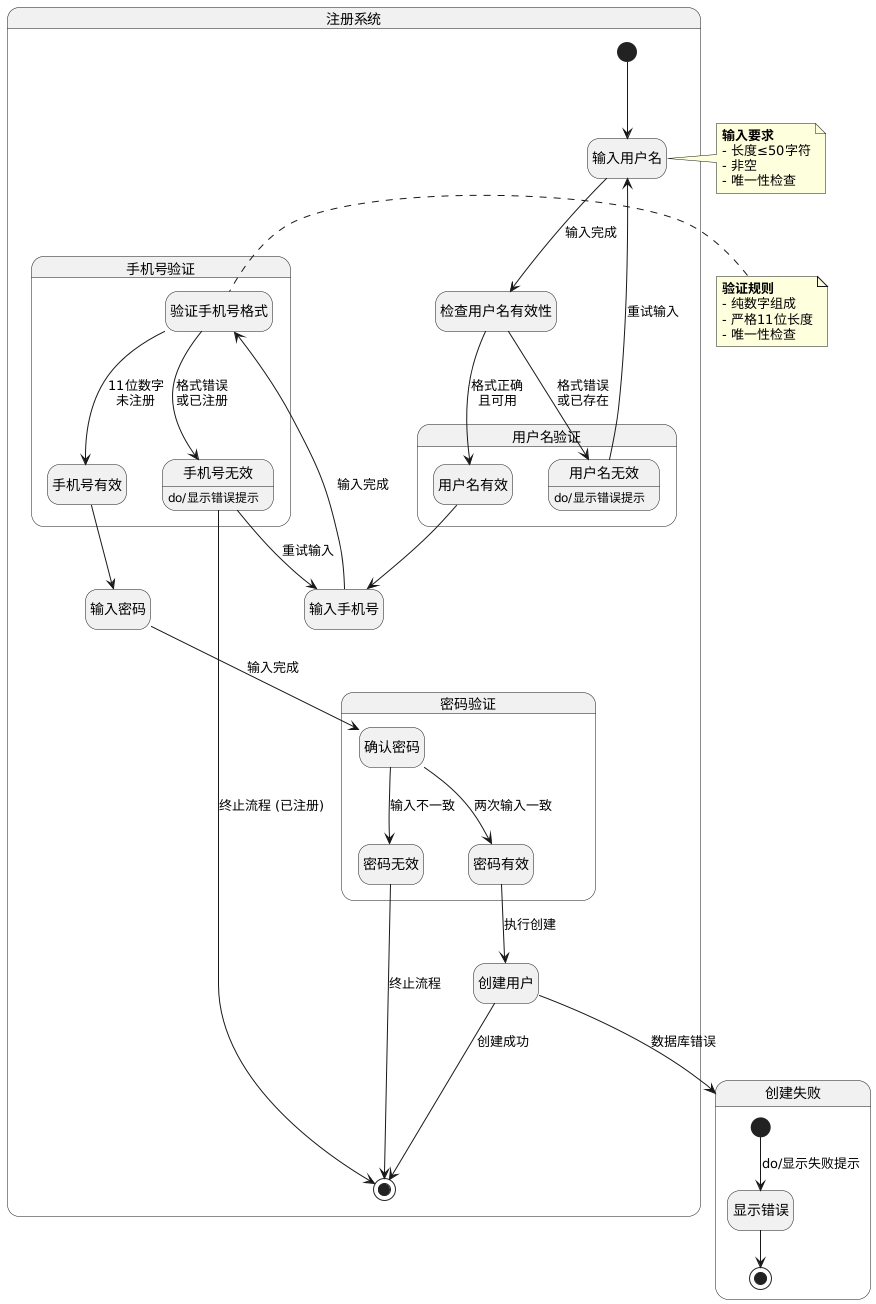 注册系统
输入用户名
输入要求
- 长度≤50字符
- 非空
- 唯一性检查
输入完成
手机号验证
验证手机号格式
检查用户名有效性
重试输入
验证规则
- 纯数字组成
- 严格11位长度
- 唯一性检查
11位数字
未注册
格式错误
或已注册
格式正确
且可用
格式错误
或已存在
用户名验证
手机号有效
手机号无效
do/显示错误提示
输入完成
用户名有效
用户名无效
do/显示错误提示
重试输入
输入密码
输入手机号
输入完成
密码验证
确认密码
终止流程 (已注册)
输入不一致
两次输入一致
密码无效
密码有效
执行创建
终止流程
创建用户
创建成功
数据库错误
创建失败
do/显示失败提示
显示错误